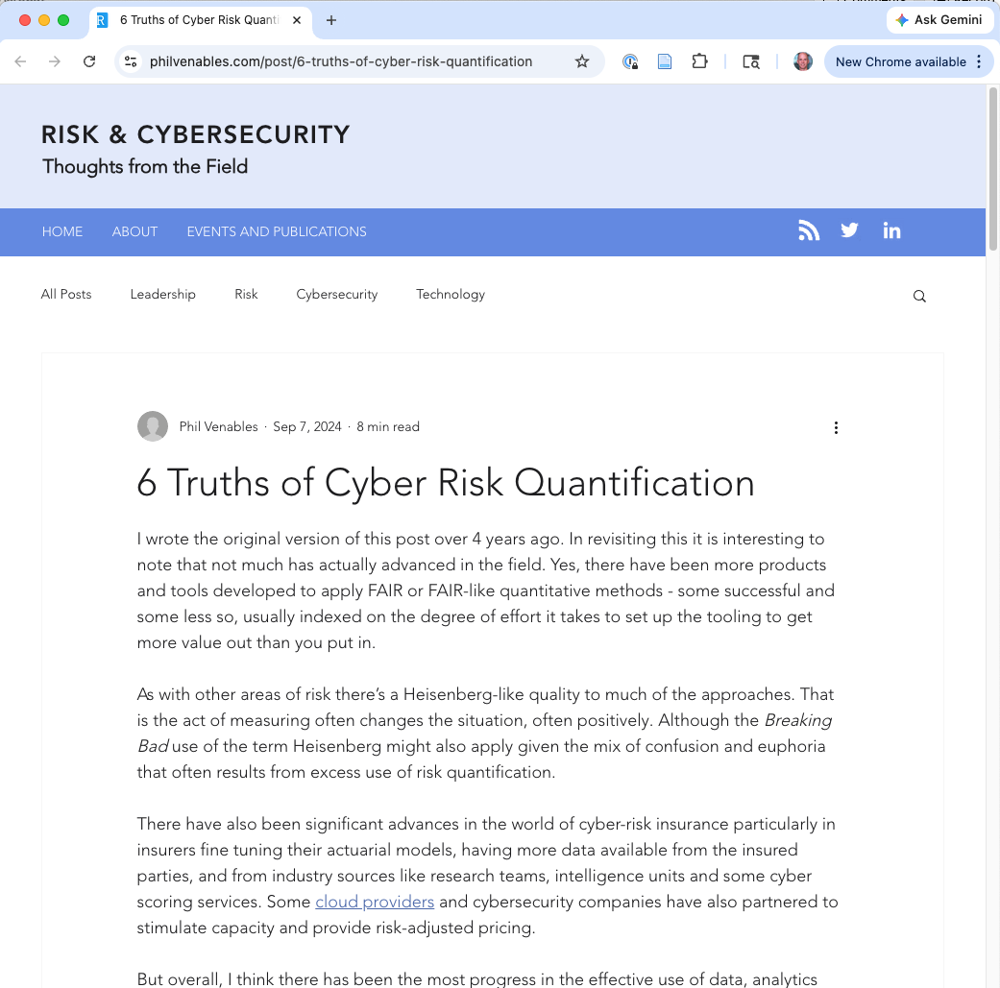 6 Truths of Cyber Risk Quanti
Ask Gemini
philvenables.com/post/6-truths-of-cyber-risk-quantification
New Chrome available
RISK & CYBERSECURITY
Thoughts from the Field
HOME ABOUT EVENTS AND PUBLICATIONS
All Posts Leadership Risk Cybersecurity Technology
Phil Venables · Sep 7, 2024 · 8 min read
6 Truths of Cyber Risk Quantification
I wrote the original version of this post over 4 years ago. In revisiting this it is interesting to
note that not much has actually advanced in the field. Yes, there have been more products
and tools developed to apply FAIR or FAIR-like quantitative methods - some successful and
some less so, usually indexed on the degree of effort it takes to set up the tooling to get
more value out than you put in.
As with other areas of risk there’s a Heisenberg-like quality to much of the approaches. That
is the act of measuring often changes the situation, often positively. Although the Breaking
Bad use of the term Heisenberg might also apply given the mix of confusion and euphoria
that often results from excess use of risk quantification.
There have also been significant advances in the world of cyber-risk insurance particularly in
insurers fine tuning their actuarial models, having more data available from the insured
parties, and from industry sources like research teams, intelligence units and some cyber
scoring services. Some cloud providers and cybersecurity companies have also partnered to
stimulate capacity and provide risk-adjusted pricing.
But overall, I think there has been the most progress in the effective use of data, analytics